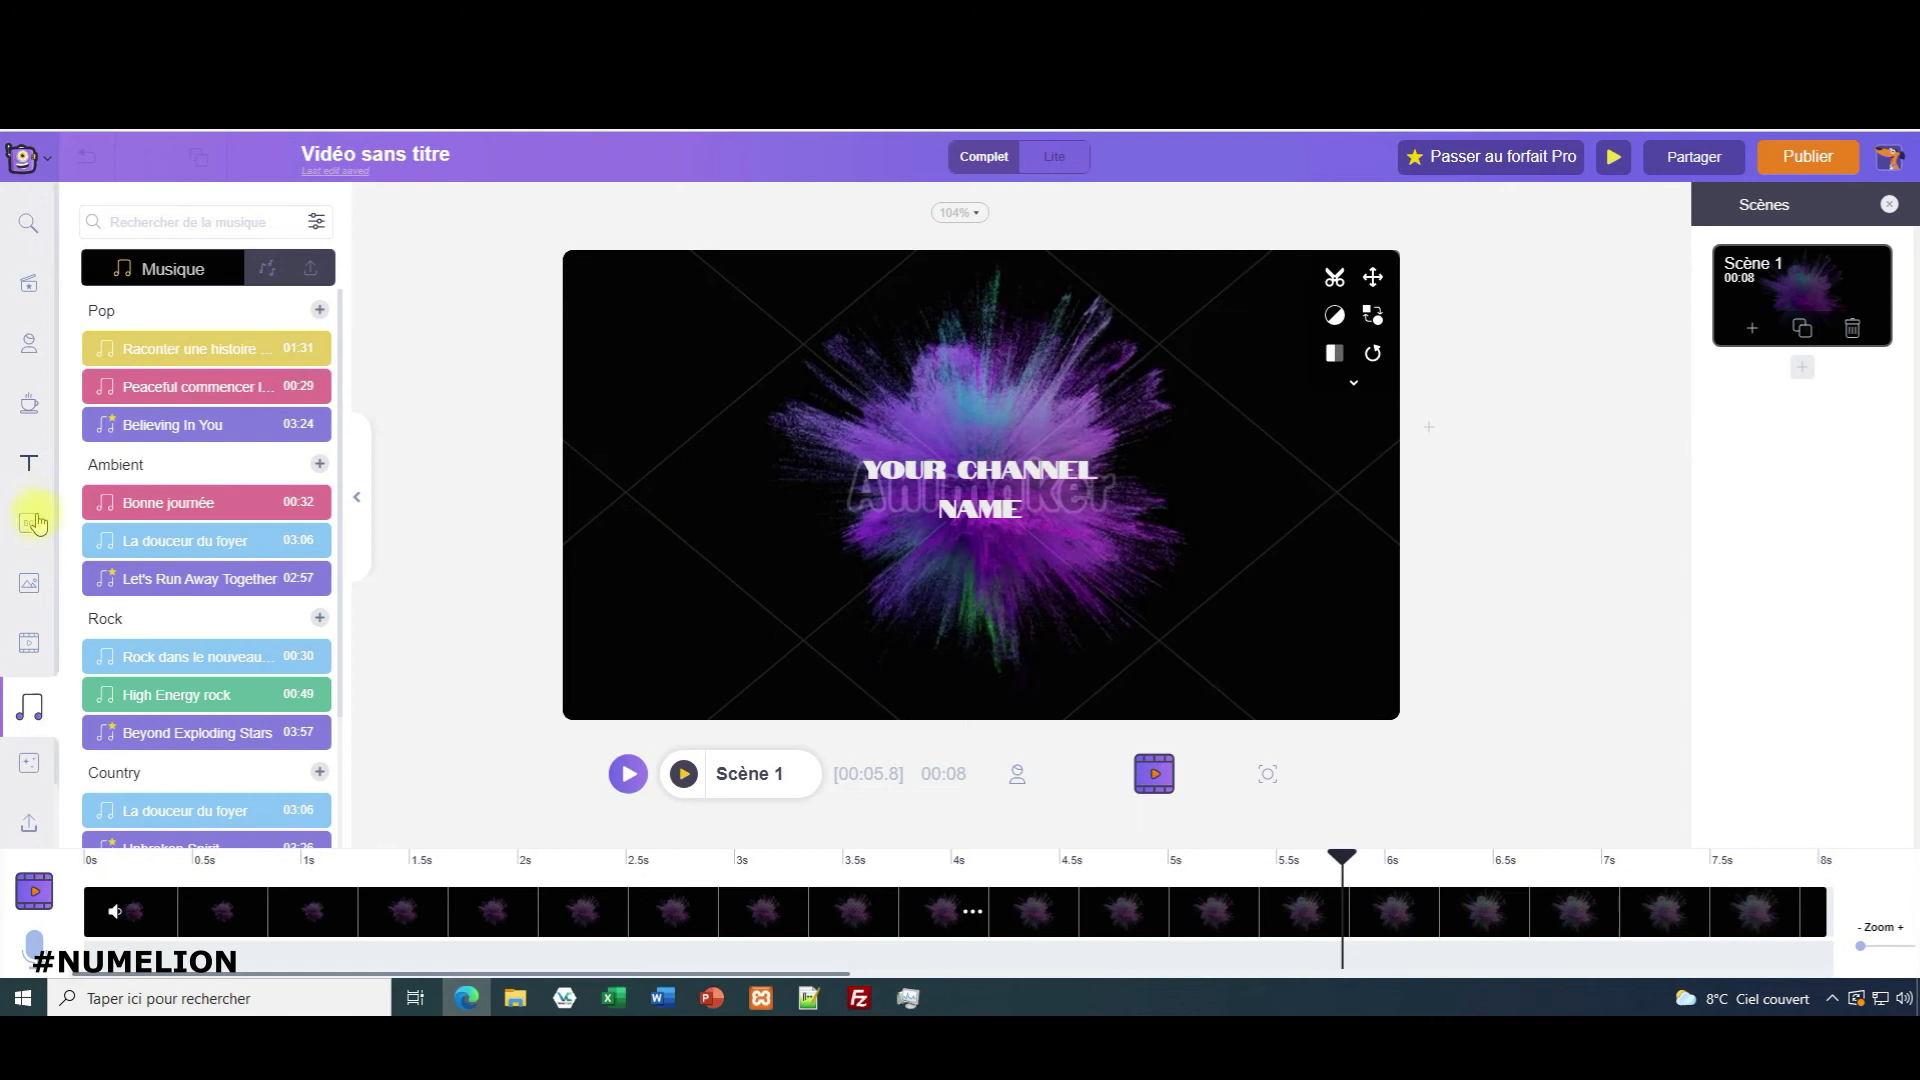 Vidéo sans titre
Last edit saved
Complet
Lite
Passer au forfait Pro
Partager
Publier
Rechercher de la musique
104%
Scènes
Musique
Scène 1
00:08
Pop
Raconter une histoire ... 01:31
Peaceful commencer l... 00:29
Believing In You 03:24
Ambient
Bonne journée 00:32
La douceur du foyer 03:06
Let's Run Away Together 02:57
Rock
Rock dans le nouveau... 00:30
High Energy rock 00:49
Beyond Exploding Stars 03:57
Country
La douceur du foyer 03:06
Unbroken Spirit
YOUR CHANNEL
NAME
Animaker
Scène 1 [00:05.8] 00:08
0s 0.5s 1s 1.5s 2s 2.5s 3s 3.5s 4s 4.5s 5s 5.5s 6s 6.5s 7s 7.5s 8s
- Zoom +
#NUMELION
Taper ici pour rechercher
8°C Ciel couvert